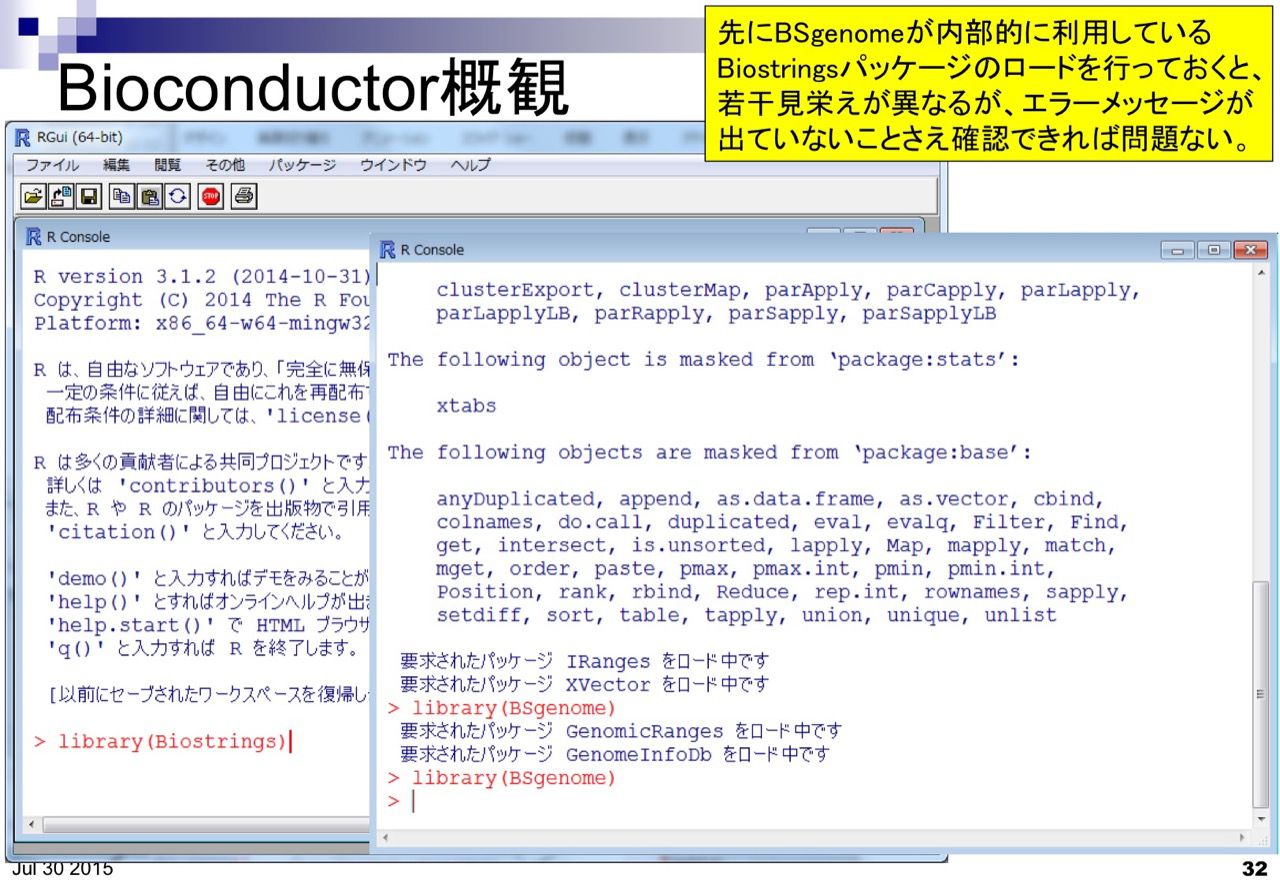 先にBSgenomeが内部的に利用している
Biostringsパッケージのロードを行っておくと、
若干見栄えが異なるが、エラーメッセージが
出ていないことさえ確認できれば問題ない。
Bioconductor概観
RGui (64-bit)
ファイル 編集 閲覧 その他 パッケージ ウインドウ ヘルプ
STOP
R Console
R version 3.1.2 (2014-10-31)
Copyright (C) 2014 The R Fou
Platform: x86_64-w64-mingw32
R は、自由なソフトウェアであり、「完全に無保
一定の条件に従えば、自由にこれを再配布
配布条件の詳細に関しては、'license(
R は多くの貢献者による共同プロジェクトです
詳しくは 'contributors()' と入力
また、R や R のパッケージを出版物で引用
'citation()' と入力してください。
'demo()' と入力すればデモをみることが
'help()' とすればオンラインヘルプが出
'help.start()' で HTML ブラウザ
'q()' と入力すれば R を終了します。
[以前にセーブされたワークスペースを復帰し
> library(Biostrings)
R Console
clusterExport, clusterMap, parApply, parCapply, parLapply,
parLapplyLB, parRapply, parSapply, parSapplyLB
The following object is masked from ‘package:stats’:
xtabs
The following objects are masked from ‘package:base’:
anyDuplicated, append, as.data.frame, as.vector, cbind,
colnames, do.call, duplicated, eval, evalq, Filter, Find,
get, intersect, is.unsorted, lapply, Map, mapply, match,
mget, order, paste, pmax, pmax.int, pmin, pmin.int,
Position, rank, rbind, Reduce, rep.int, rownames, sapply,
setdiff, sort, table, tapply, union, unique, unlist
要求されたパッケージ IRanges をロード中です
要求されたパッケージ XVector をロード中です
> library(BSgenome)
要求されたパッケージ GenomicRanges をロード中です
要求されたパッケージ GenomeInfoDb をロード中です
> library(BSgenome)
>
Jul 30 2015
32